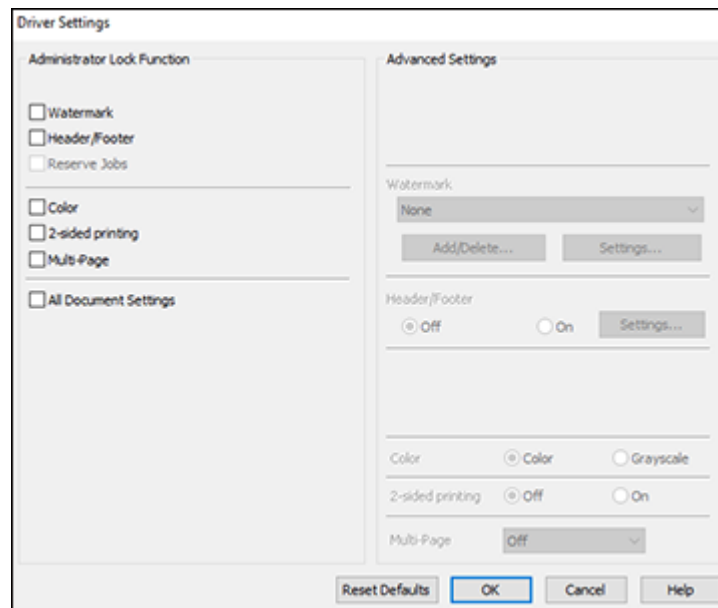 Driver Settings
Administrator Lock Function
Watermark
Header/Footer
Reserve Jobs
Color
2-sided printing
Multi-Page
All Document Settings
Advanced Settings
Watermark
None
Add/Delete... Settings...
Header/Footer
Off On Settings...
Color Color Grayscale
2-sided printing Off On
Multi-Page Off
Reset Defaults OK Cancel Help